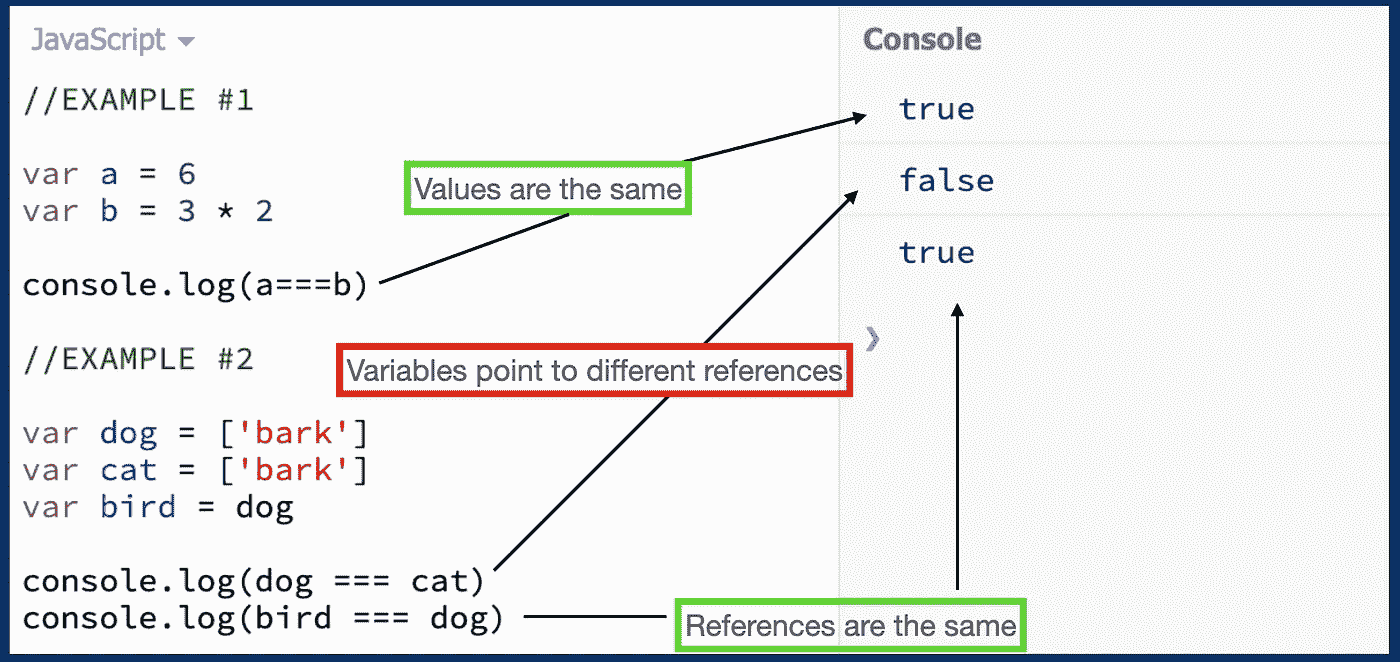 JavaScript
//EXAMPLE #1
var a = 6
var b = 3 * 2
console.log(a===b)
//EXAMPLE #2
var dog = ['bark']
var cat = ['bark']
var bird = dog
console.log(dog === cat)
console.log(bird === dog)
Values are the same
Variables point to different references
References are the same
Console
true
false
true